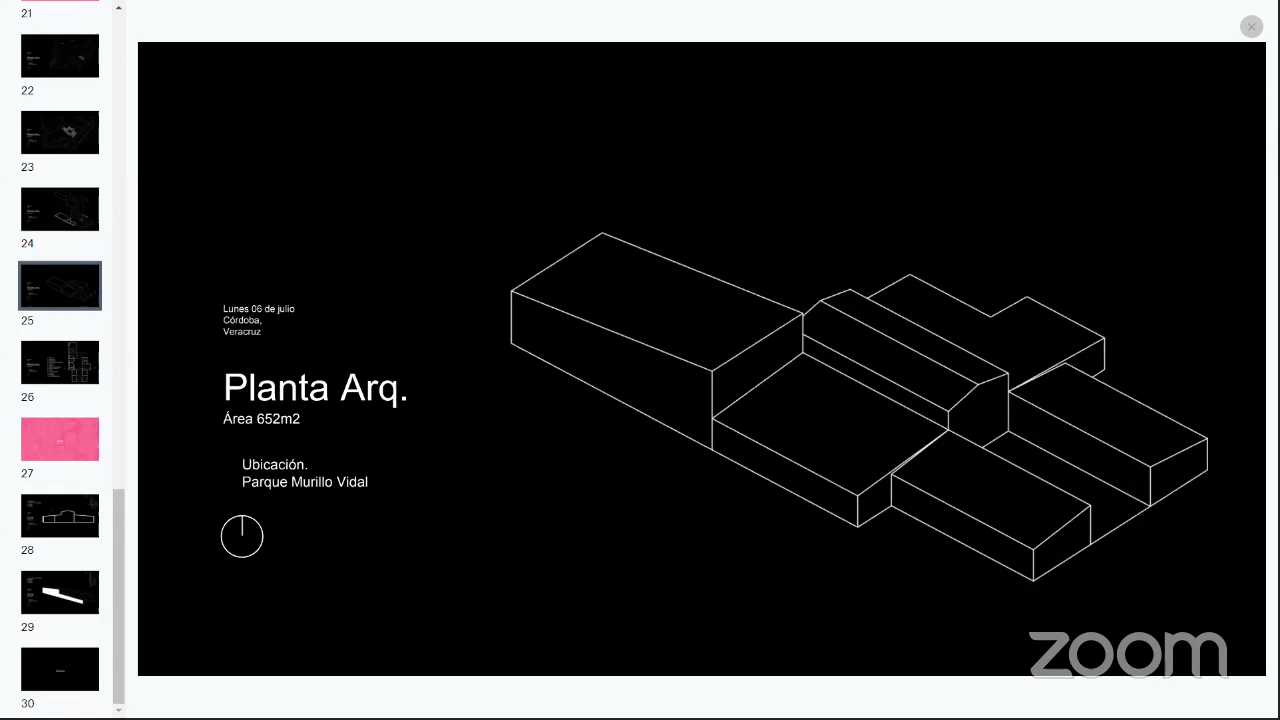 21
22
23
24
25
26
27
28
29
30
Lunes 06 de julio
Córdoba,
Veracruz
Planta Arq.
Área 652m2
Ubicación.
Parque Murillo Vidal
zoom